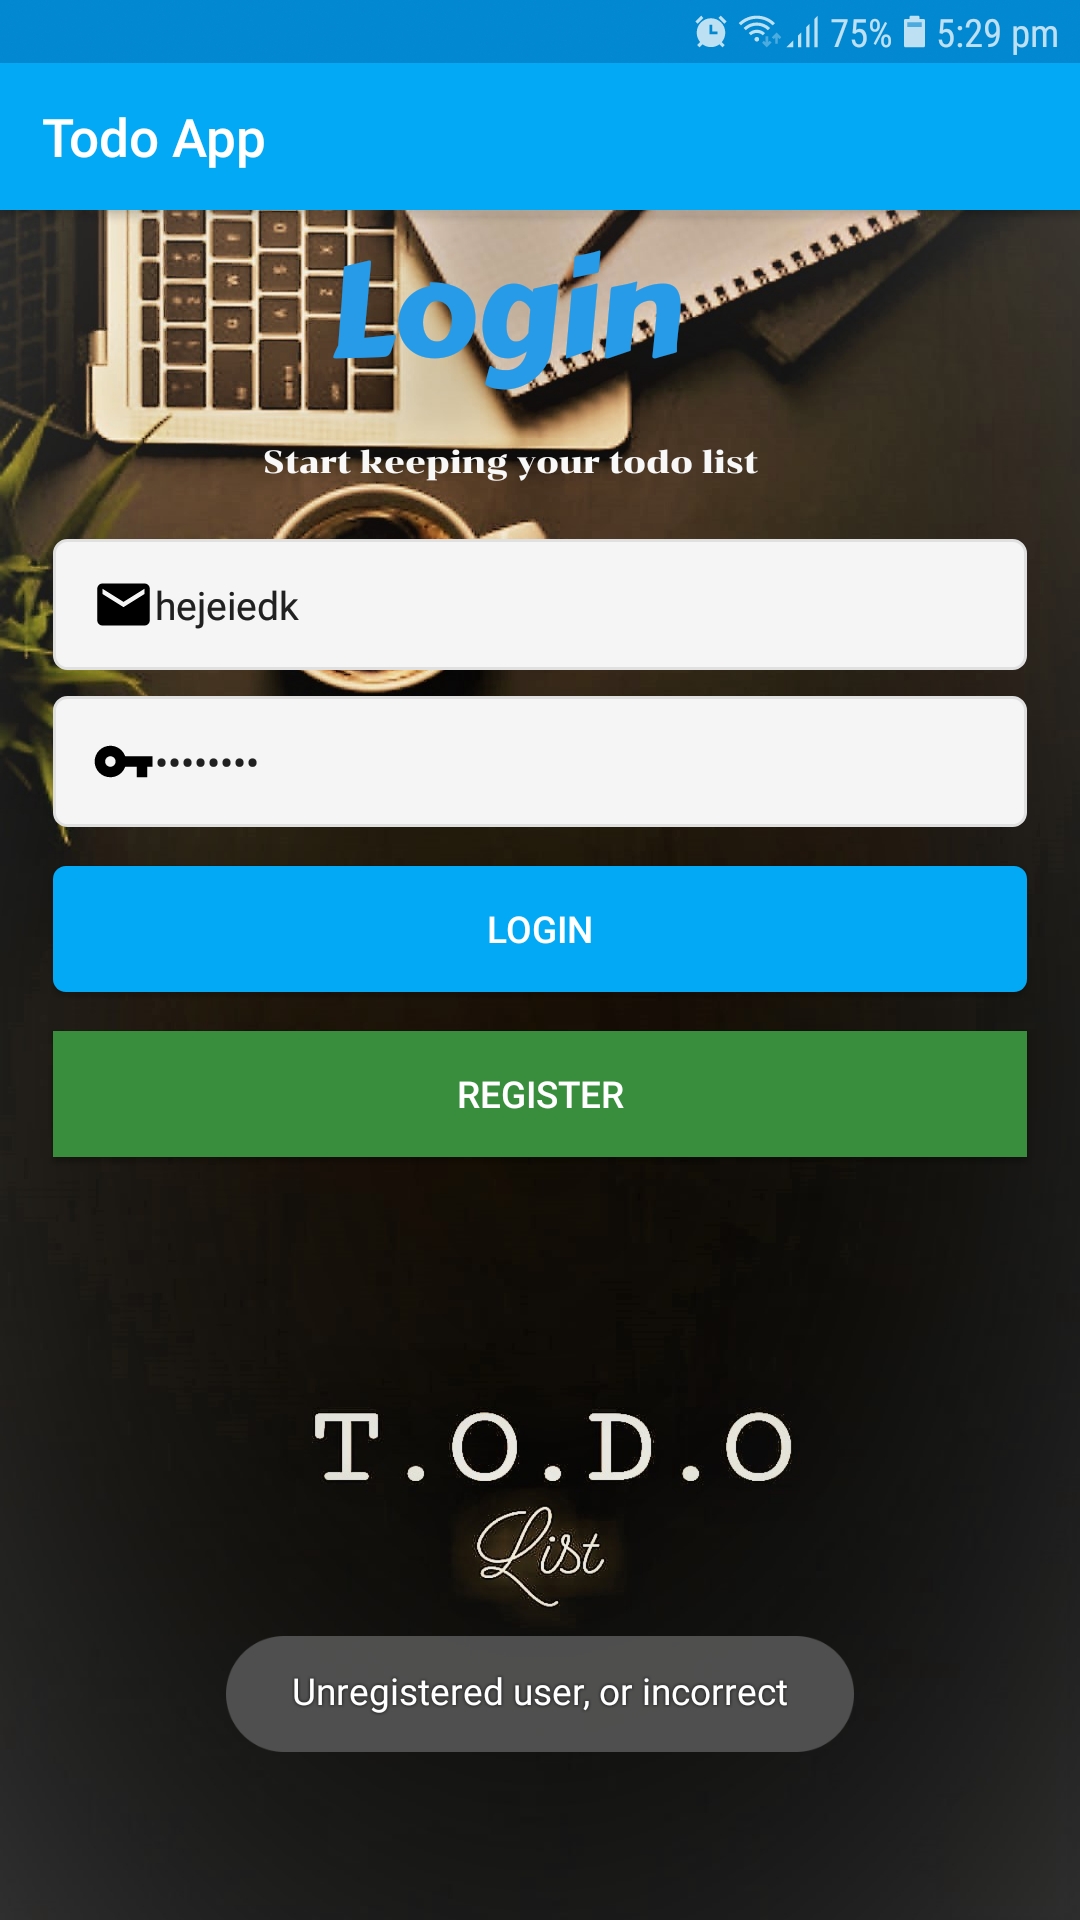 75% 5:29 pm
Todo App
Login
Start keeping your todo list
hejeiedk
••••••••
LOGIN
REGISTER
T.O.D.O
List
Unregistered user, or incorrect